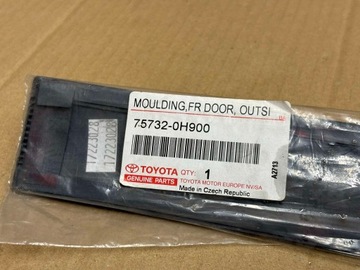 MOULDING,FR DOOR, OUTSI
75732-0H900
TOYOTA
GENUINE PARTS
QTY: 1
TOYOTA MOTOR EUROPE NV/SA
Made in Czech Republic
A2713